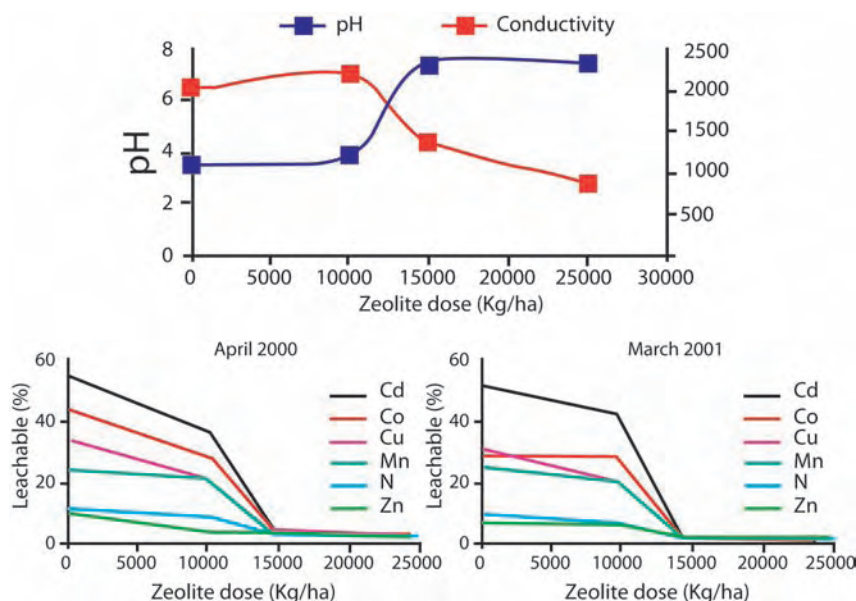 pH Conductivity
8 2500
6 2000
4 1500
2 1000
0 500
pH
0 5000 10000 15000 20000 25000 30000
Zeolite dose (Kg/ha)
April 2000
60
40
20
0
Leachable (%)
Cd
Co
Cu
Mn
N
Zn
0 5000 10000 15000 20000 25000
Zeolite dose (Kg/ha)
March 2001
60
40
20
0
Leachable (%)
Cd
Co
Cu
Mn
N
Zn
0 5000 10000 15000 20000 25000
Zeolite dose (Kg/ha)